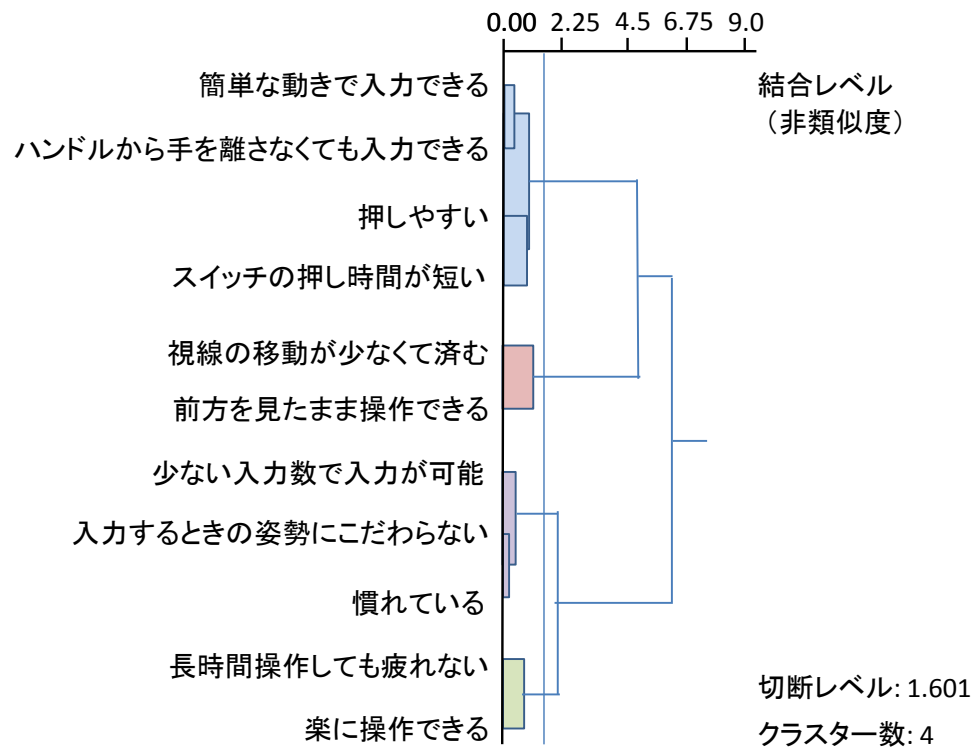 0.00 2.25 4.5 6.75 9.0
結合レベル
（非類似度）
簡単な動きで入力できる
ハンドルから手を離さなくても入力できる
押しやすい
スイッチの押し時間が短い
視線の移動が少なくて済む
前方を見たまま操作できる
少ない入力数で入力が可能
入力するときの姿勢にこだわらない
慣れている
長時間操作しても疲れない
楽に操作できる
切断レベル: 1.601
クラスター数: 4